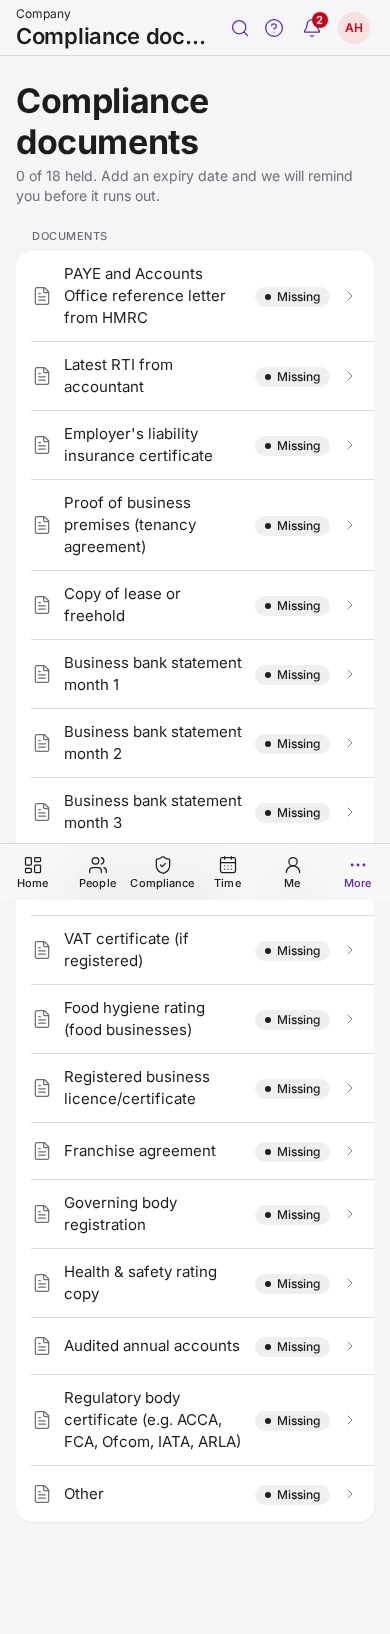 Company
Compliance doc...
2
AH
Compliance
documents
0 of 18 held. Add an expiry date and we will remind
you before it runs out.
DOCUMENTS
PAYE and Accounts
Office reference letter
from HMRC
Missing
Latest RTI from
accountant
Missing
Employer's liability
insurance certificate
Missing
Proof of business
premises (tenancy
agreement)
Missing
Copy of lease or
freehold
Missing
Business bank statement
month 1
Missing
Business bank statement
month 2
Missing
Business bank statement
month 3
Missing
Home
People
Compliance
Time
Me
More
VAT certificate (if
registered)
Missing
Food hygiene rating
(food businesses)
Missing
Registered business
licence/certificate
Missing
Franchise agreement
Missing
Governing body
registration
Missing
Health & safety rating
copy
Missing
Audited annual accounts
Missing
Regulatory body
certificate (e.g. ACCA,
FCA, Ofcom, IATA, ARLA)
Missing
Other
Missing